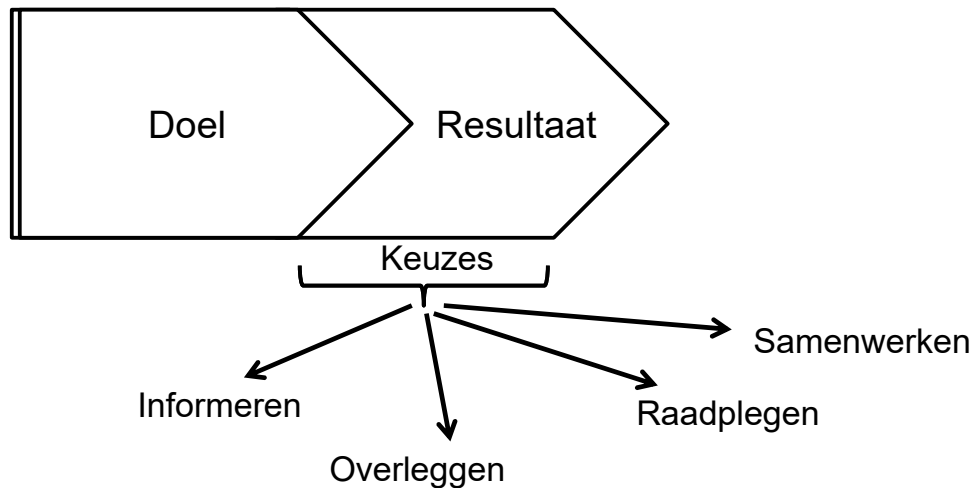 Doel
Resultaat
Keuzes
Samenwerken
Informeren
Raadplegen
Overleggen